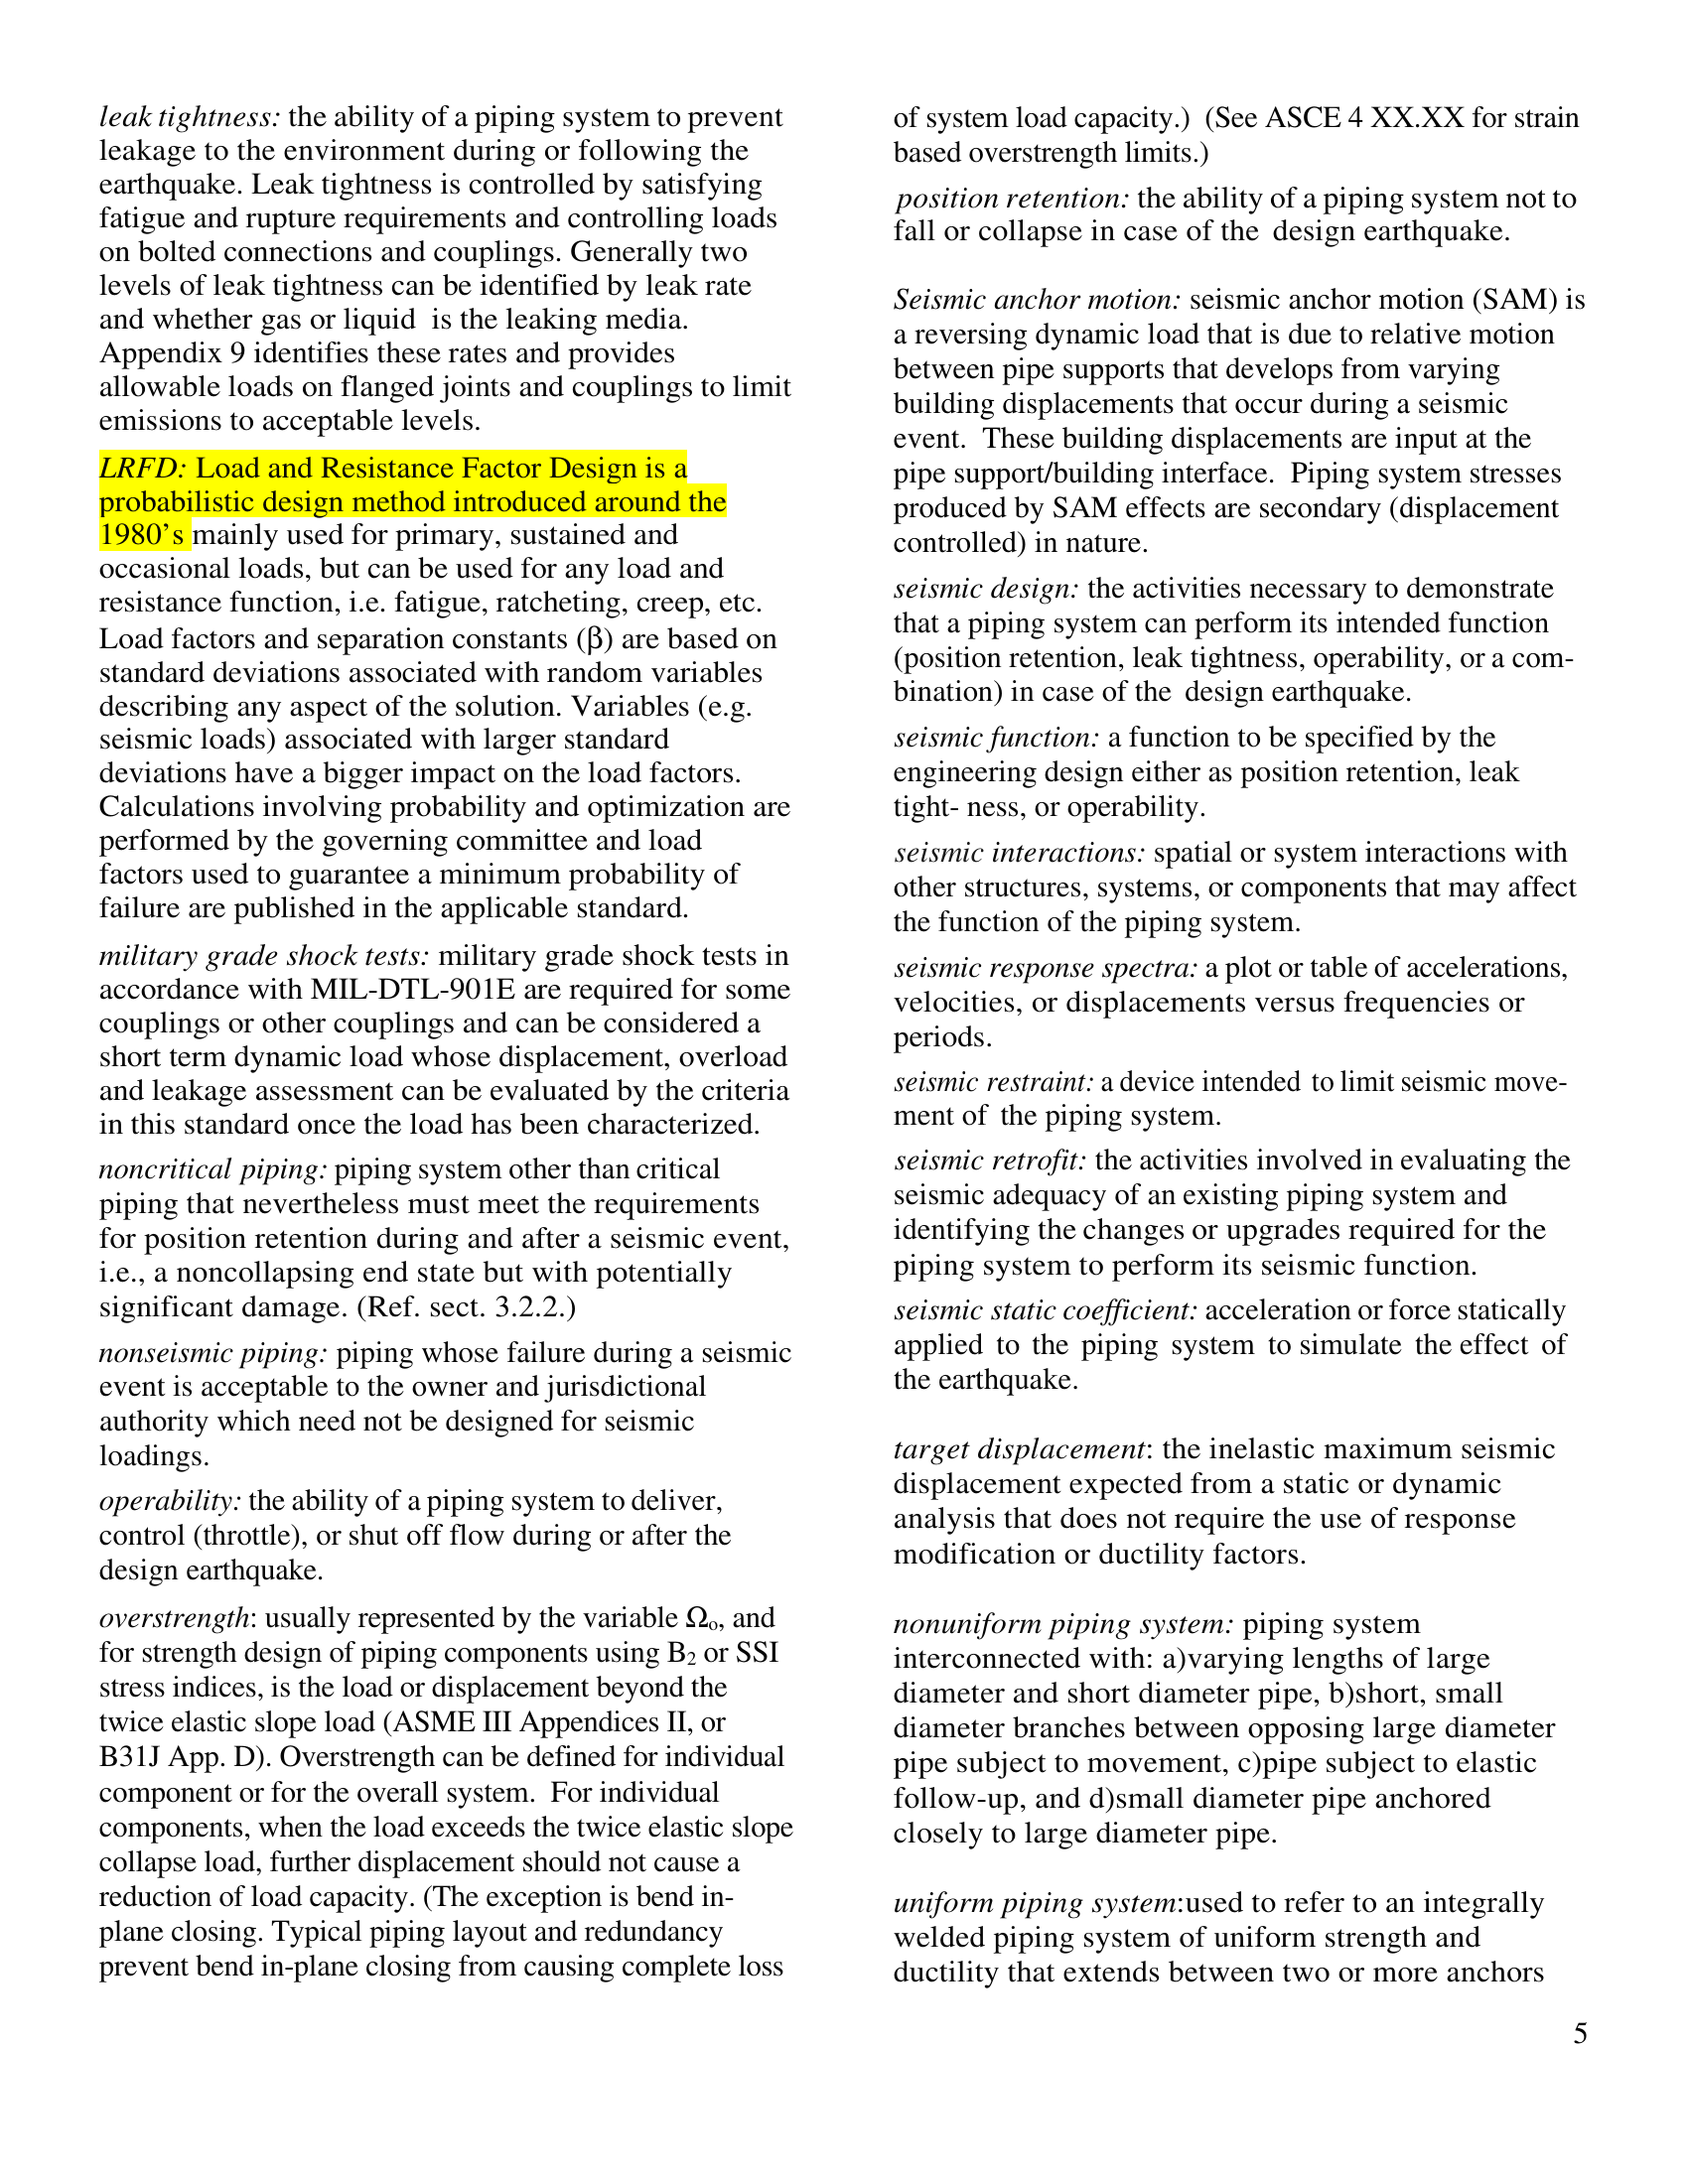 leak tightness: the ability of a piping system to prevent
leakage to the environment during or following the
earthquake. Leak tightness is controlled by satisfying
fatigue and rupture requirements and controlling loads
on bolted connections and couplings. Generally two
levels of leak tightness can be identified by leak rate
and whether gas or liquid is the leaking media.
Appendix 9 identifies these rates and provides
allowable loads on flanged joints and couplings to limit
emissions to acceptable levels.
LRFD: Load and Resistance Factor Design is a
probabilistic design method introduced around the
1980’s mainly used for primary, sustained and
occasional loads, but can be used for any load and
resistance function, i.e. fatigue, ratcheting, creep, etc.
Load factors and separation constants (β) are based on
standard deviations associated with random variables
describing any aspect of the solution. Variables (e.g.
seismic loads) associated with larger standard
deviations have a bigger impact on the load factors.
Calculations involving probability and optimization are
performed by the governing committee and load
factors used to guarantee a minimum probability of
failure are published in the applicable standard.
military grade shock tests: military grade shock tests in
accordance with MIL-DTL-901E are required for some
couplings or other couplings and can be considered a
short term dynamic load whose displacement, overload
and leakage assessment can be evaluated by the criteria
in this standard once the load has been characterized.
noncritical piping: piping system other than critical
piping that nevertheless must meet the requirements
for position retention during and after a seismic event,
i.e., a noncollapsing end state but with potentially
significant damage. (Ref. sect. 3.2.2.)
nonseismic piping: piping whose failure during a seismic
event is acceptable to the owner and jurisdictional
authority which need not be designed for seismic
loadings.
operability: the ability of a piping system to deliver,
control (throttle), or shut off flow during or after the
design earthquake.
overstrength: usually represented by the variable Ωo, and
for strength design of piping components using B2 or SSI
stress indices, is the load or displacement beyond the
twice elastic slope load (ASME III Appendices II, or
B31J App. D). Overstrength can be defined for individual
component or for the overall system. For individual
components, when the load exceeds the twice elastic slope
collapse load, further displacement should not cause a
reduction of load capacity. (The exception is bend in-
plane closing. Typical piping layout and redundancy
prevent bend in-plane closing from causing complete loss
of system load capacity.) (See ASCE 4 XX.XX for strain
based overstrength limits.)
position retention: the ability of a piping system not to
fall or collapse in case of the design earthquake.
Seismic anchor motion: seismic anchor motion (SAM) is
a reversing dynamic load that is due to relative motion
between pipe supports that develops from varying
building displacements that occur during a seismic
event. These building displacements are input at the
pipe support/building interface. Piping system stresses
produced by SAM effects are secondary (displacement
controlled) in nature.
seismic design: the activities necessary to demonstrate
that a piping system can perform its intended function
(position retention, leak tightness, operability, or a com-
bination) in case of the design earthquake.
seismic function: a function to be specified by the
engineering design either as position retention, leak
tight- ness, or operability.
seismic interactions: spatial or system interactions with
other structures, systems, or components that may affect
the function of the piping system.
seismic response spectra: a plot or table of accelerations,
velocities, or displacements versus frequencies or
periods.
seismic restraint: a device intended to limit seismic move-
ment of the piping system.
seismic retrofit: the activities involved in evaluating the
seismic adequacy of an existing piping system and
identifying the changes or upgrades required for the
piping system to perform its seismic function.
seismic static coefficient: acceleration or force statically
applied to the piping system to simulate the effect of
the earthquake.
target displacement: the inelastic maximum seismic
displacement expected from a static or dynamic
analysis that does not require the use of response
modification or ductility factors.
nonuniform piping system: piping system
interconnected with: a)varying lengths of large
diameter and short diameter pipe, b)short, small
diameter branches between opposing large diameter
pipe subject to movement, c)pipe subject to elastic
follow-up, and d)small diameter pipe anchored
closely to large diameter pipe.
uniform piping system:used to refer to an integrally
welded piping system of uniform strength and
ductility that extends between two or more anchors
5